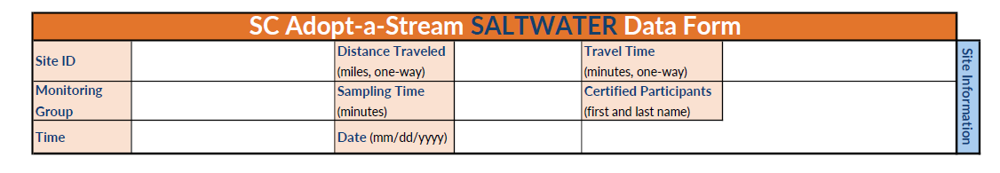 SC Adopt-a-Stream SALTWATER Data Form
Site ID
Distance Traveled
(miles, one-way)
Travel Time
(minutes, one-way)
Monitoring
Group
Sampling Time
(minutes)
Certified Participants
(first and last name)
Time
Date (mm/dd/yyyy)
Site Information